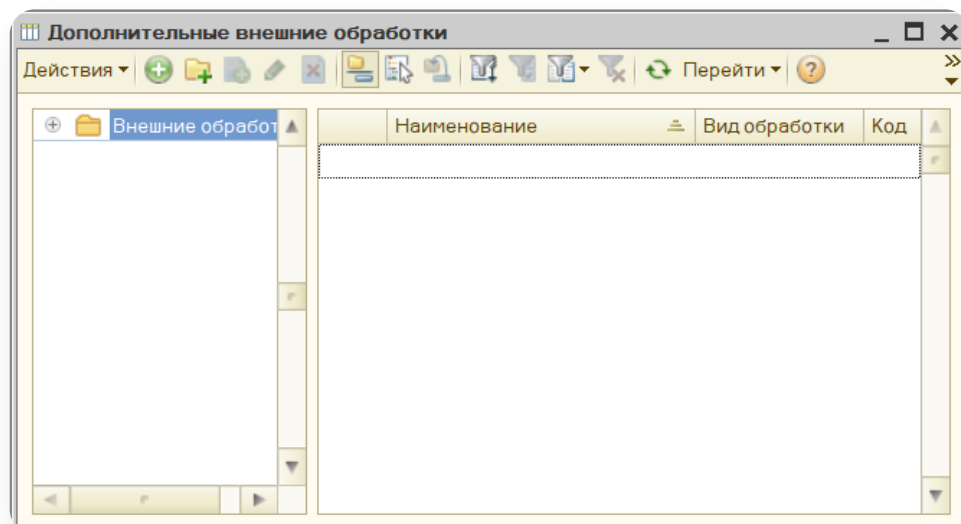 Дополнительные внешние обработки
Действия Перейти ?
Внешние обработ
Наименование Вид обработки Код